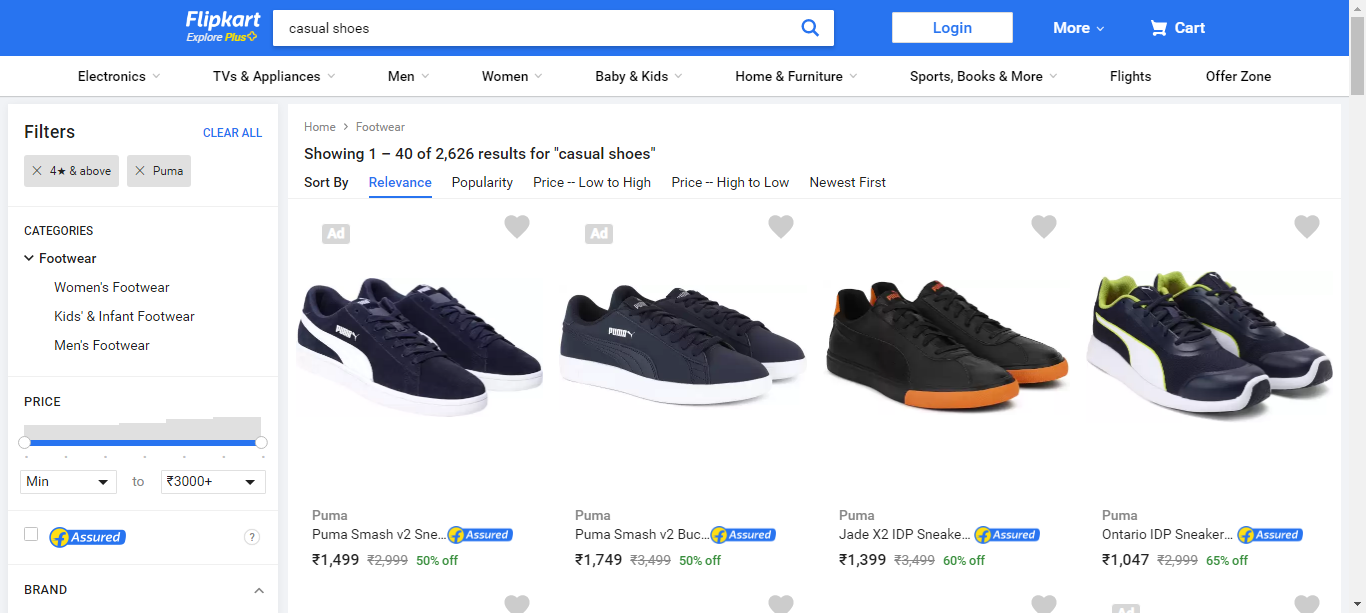 Flipkart
Explore Plus
casual shoes
Login
More
Cart
Electronics
TVs & Appliances
Men
Women
Baby & Kids
Home & Furniture
Sports, Books & More
Flights
Offer Zone
Filters
CLEAR ALL
✕ 4★ & above
✕ Puma
CATEGORIES
Footwear
Women's Footwear
Kids' & Infant Footwear
Men's Footwear
PRICE
Min
to
₹3000+
Assured
?
BRAND
Home > Footwear
Showing 1 – 40 of 2,626 results for "casual shoes"
Sort By Relevance Popularity Price -- Low to High Price -- High to Low Newest First
Ad
PUMA
Puma
Puma Smash v2 Sne... Assured
₹1,499 ₹2,999 50% off
Ad
PUMA
Puma
Puma Smash v2 Buc... Assured
₹1,749 ₹3,499 50% off
Puma
Jade X2 IDP Sneake... Assured
₹1,399 ₹3,499 60% off
Puma
Ontario IDP Sneaker... Assured
₹1,047 ₹2,999 65% off
Ad